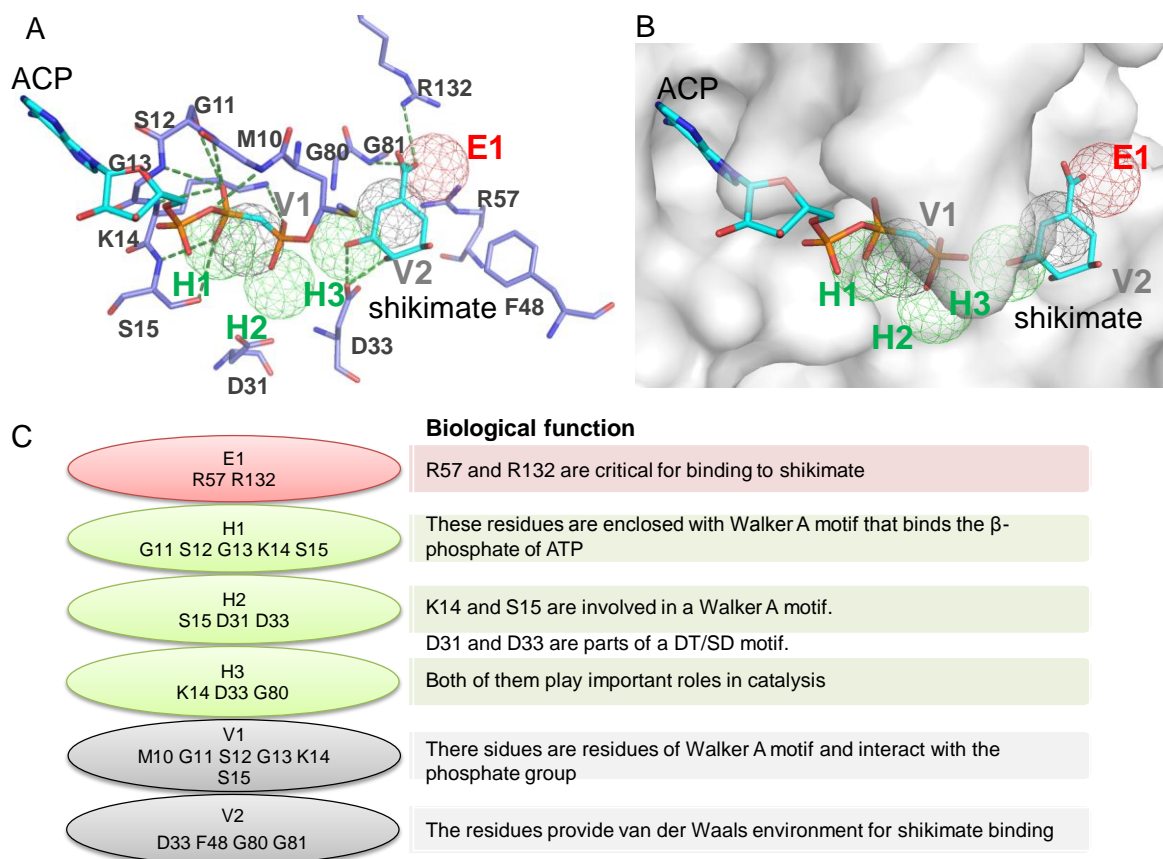 A
ACP
S12
G11
M10
G80
G81
R132
E1
G13
V1
R57
K14
H1
H3
V2
shikimate
F48
S15
H2
D33
D31
B
ACP
E1
V1
H1
H3
V2
H2
shikimate
C
Biological function
E1
R57 R132
R57 and R132 are critical for binding to shikimate
H1
G11 S12 G13 K14 S15
These residues are enclosed with Walker A motif that binds the β-
phosphate of ATP
H2
S15 D31 D33
K14 and S15 are involved in a Walker A motif.
D31 and D33 are parts of a DT/SD motif.
H3
K14 D33 G80
Both of them play important roles in catalysis
V1
M10 G11 S12 G13 K14
S15
There sidues are residues of Walker A motif and interact with the
phosphate group
V2
D33 F48 G80 G81
The residues provide van der Waals environment for shikimate binding